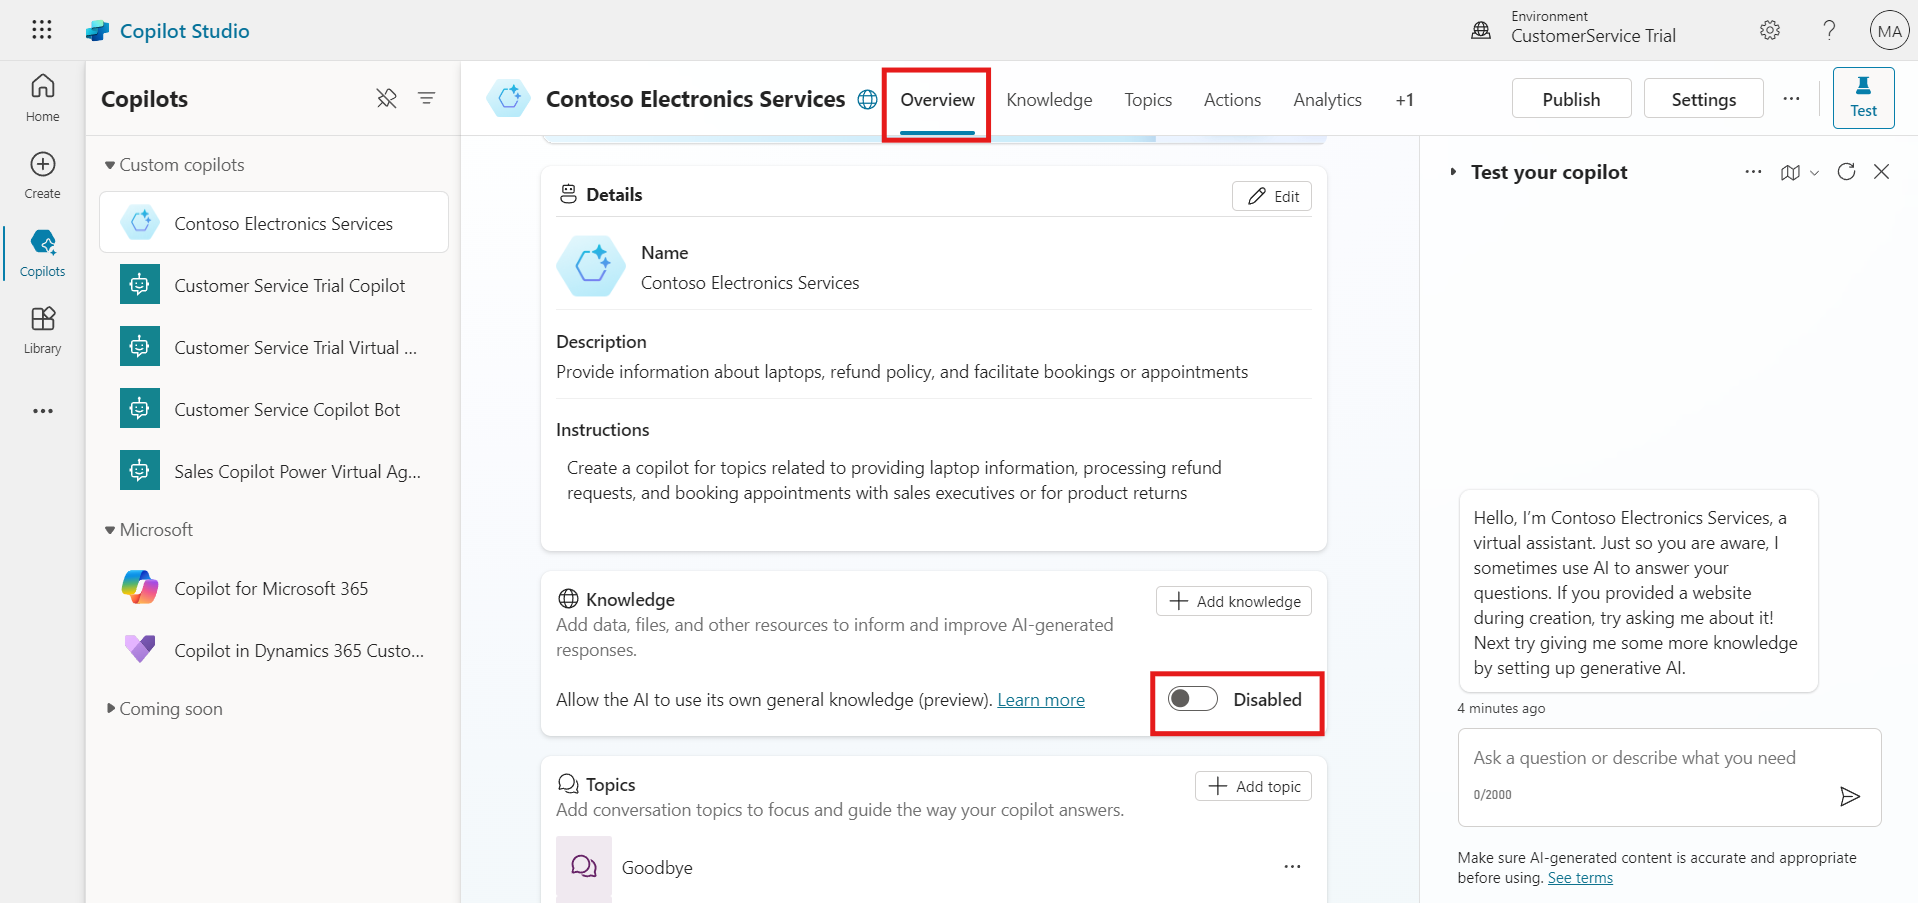 Copilot Studio
Environment
CustomerService Trial
MA
Home
Create
Copilots
Library
Copilots
Custom copilots
Contoso Electronics Services
Customer Service Trial Copilot
Customer Service Trial Virtual ...
Customer Service Copilot Bot
Sales Copilot Power Virtual Ag...
Microsoft
Copilot for Microsoft 365
Copilot in Dynamics 365 Custo...
Coming soon
Contoso Electronics Services
Overview
Knowledge
Topics
Actions
Analytics
+1
Publish
Settings
Test
Details
Edit
Name
Contoso Electronics Services
Description
Provide information about laptops, refund policy, and facilitate bookings or appointments
Instructions
Create a copilot for topics related to providing laptop information, processing refund
requests, and booking appointments with sales executives or for product returns
Knowledge
Add knowledge
Add data, files, and other resources to inform and improve AI-generated
responses.
Allow the AI to use its own general knowledge (preview). Learn more
Disabled
Topics
Add topic
Add conversation topics to focus and guide the way your copilot answers.
Goodbye
Test your copilot
Hello, I’m Contoso Electronics Services, a
virtual assistant. Just so you are aware, I
sometimes use AI to answer your
questions. If you provided a website
during creation, try asking me about it!
Next try giving me some more knowledge
by setting up generative AI.
4 minutes ago
Ask a question or describe what you need
0/2000
Make sure AI-generated content is accurate and appropriate
before using. See terms